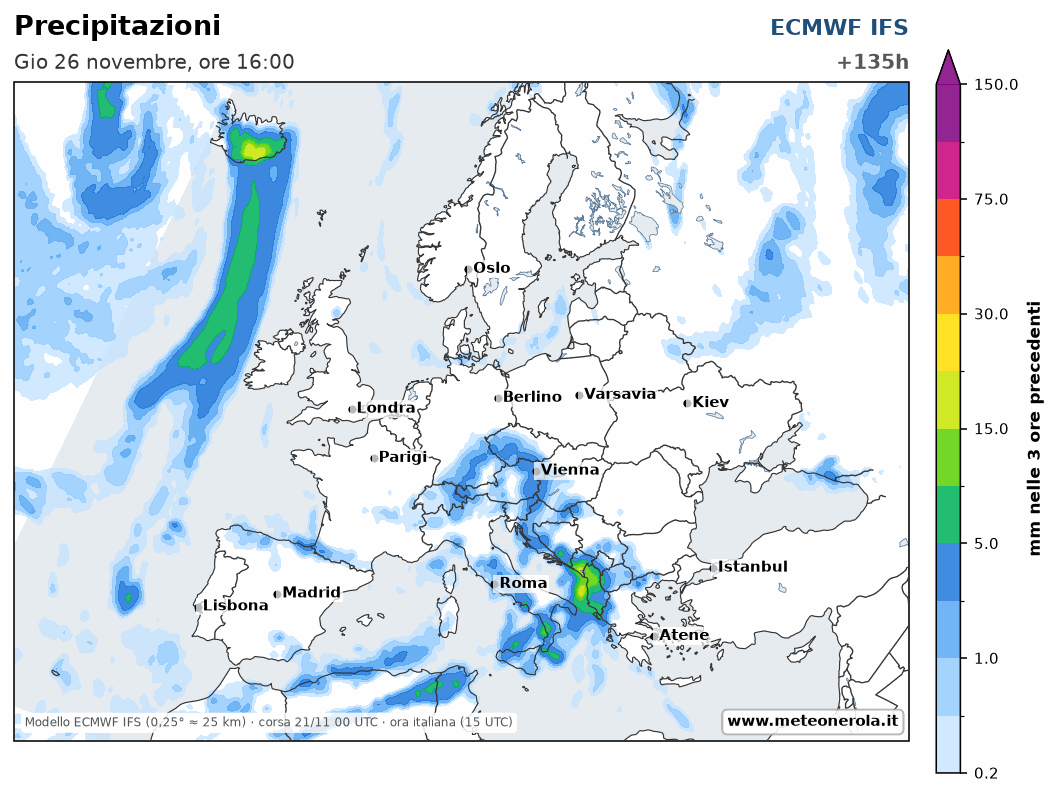 Precipitazioni
ECMWF IFS
Gio 26 novembre, ore 16:00
+135h
150.0
75.0
30.0
15.0
5.0
1.0
0.2
mm nelle 3 ore precedenti
Oslo
Berlino
Varsavia
Kiev
Londra
Parigi
Vienna
Istanbul
Roma
Madrid
Lisbona
Atene
Modello ECMWF IFS (0,25° ≈ 25 km) · corsa 21/11 00 UTC · ora italiana (15 UTC)
www.meteonerola.it